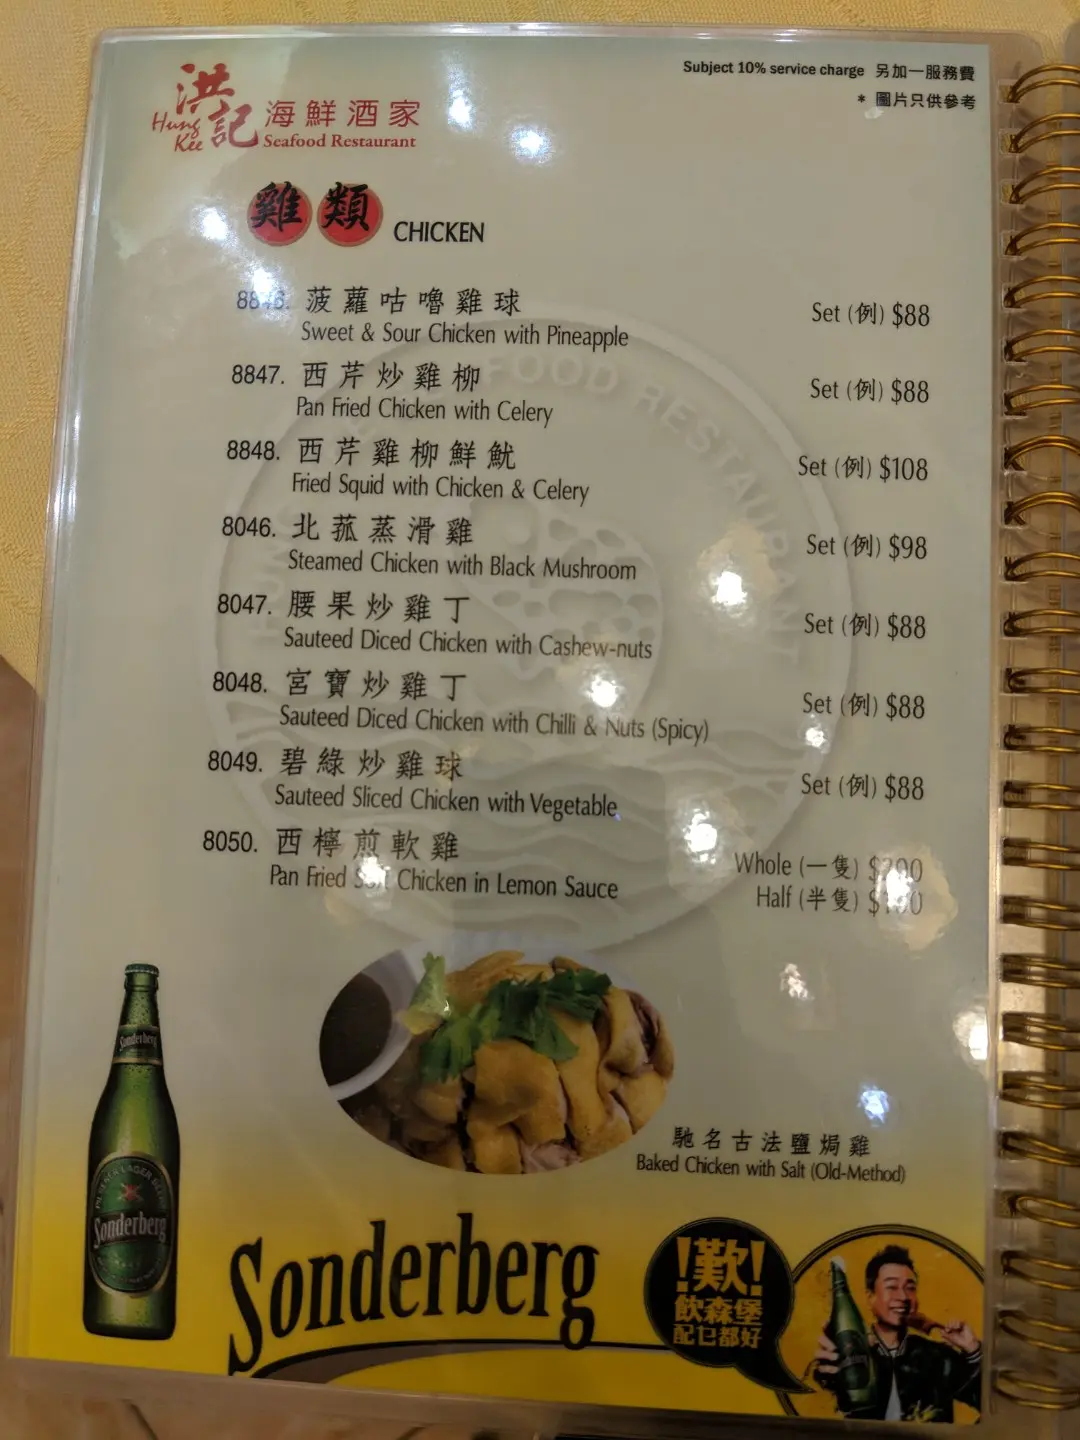 Subject 10% service charge 另加一服務費
* 圖片只供參考
洪記 海鮮酒家
Hung Kee Seafood Restaurant
雞類 CHICKEN
菠蘿咕嚕雞球 Set (例) $88
Sweet & Sour Chicken with Pineapple
8847. 西芹炒雞柳 Set (例) $88
Pan Fried Chicken with Celery
8848. 西芹雞柳鮮魷 Set (例) $108
Fried Squid with Chicken & Celery
8046. 北菰蒸滑雞 Set (例) $98
Steamed Chicken with Black Mushroom
8047. 腰果炒雞丁 Set (例) $88
Sauteed Diced Chicken with Cashew-nuts
8048. 宮寶炒雞丁 Set (例) $88
Sauteed Diced Chicken with Chilli & Nuts (Spicy)
8049. 碧綠炒雞球 Set (例) $88
Sauteed Sliced Chicken with Vegetable
8050. 西檸煎軟雞 Whole (一隻)
Pan Fried Chicken in Lemon Sauce Half (半隻)
馳名古法鹽焗雞
Baked Chicken with Salt (Old-Method)
Sonderberg
PILSENER LAGER BEER
Sonderberg
Sonderberg
!歎!
飲森堡
配乜都好